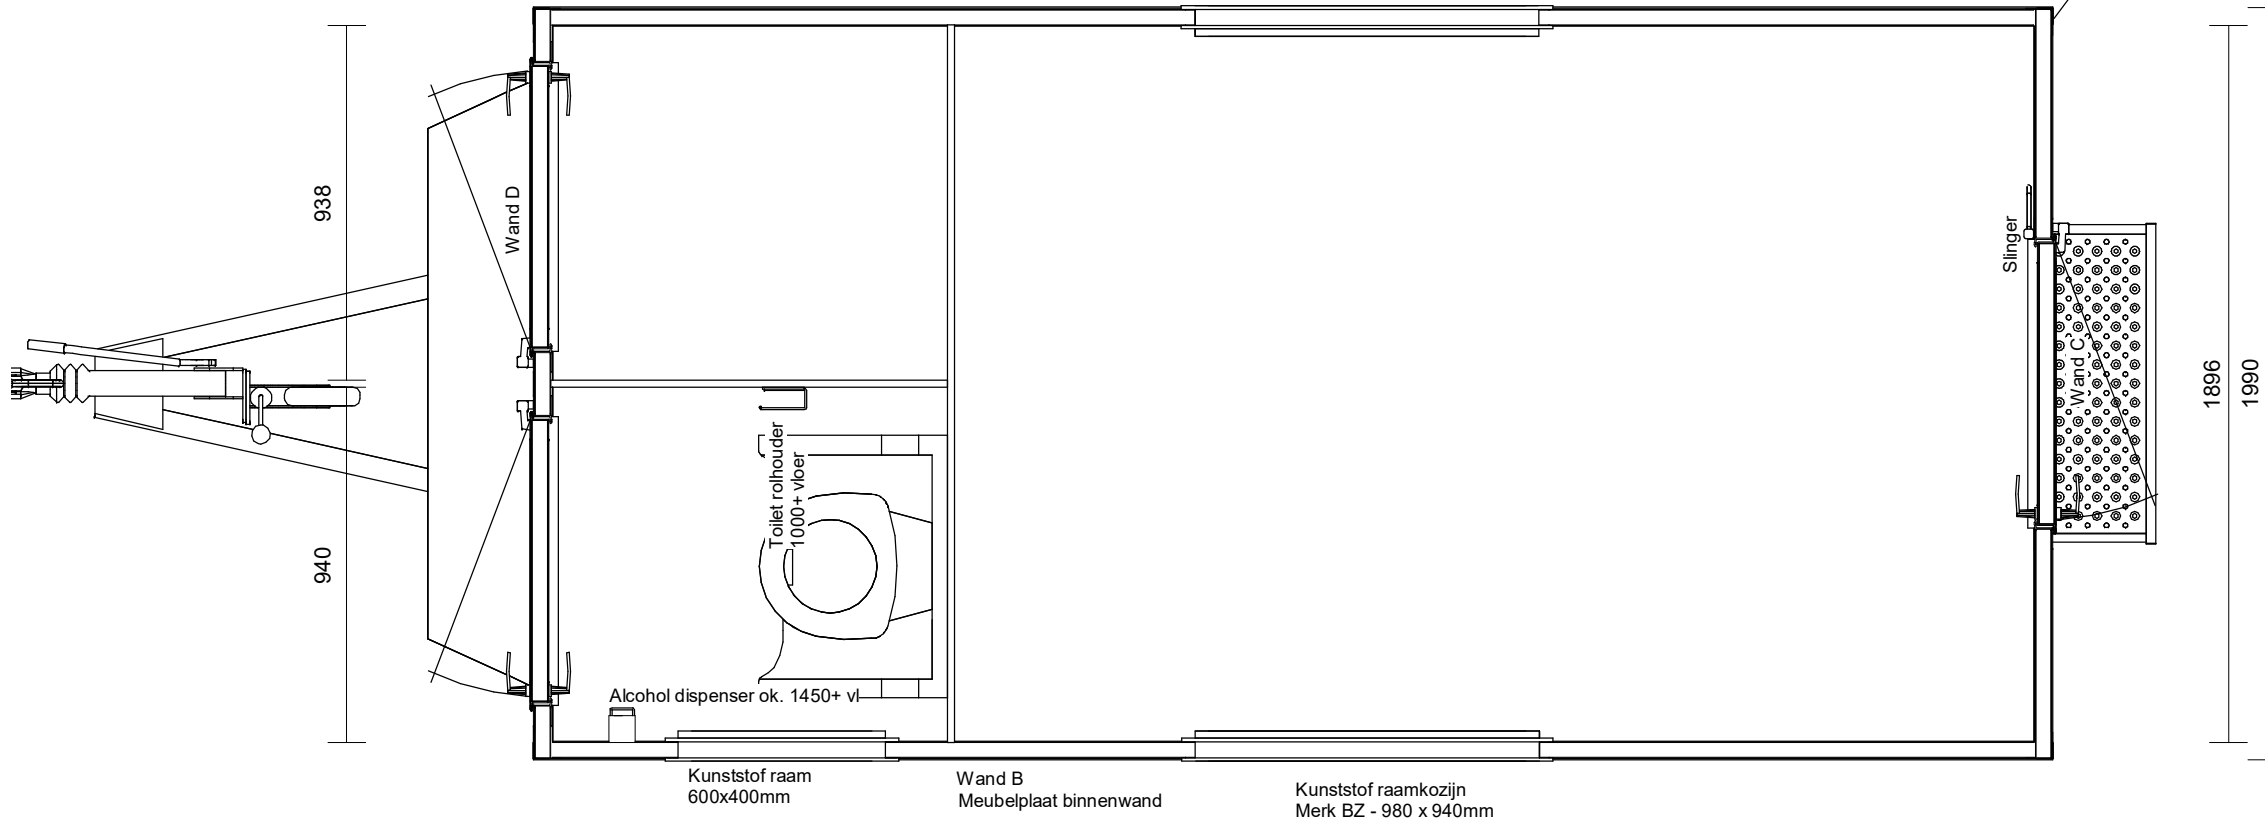 938
Wand D
Slinger
Wand C
1896
1990
Toilet rolhouder
1000+ vloer
940
Alcohol dispenser ok. 1450+ vl
Kunststof raam
600x400mm
Wand B
Meubelplaat binnenwand
Kunststof raamkozijn
Merk BZ - 980 x 940mm